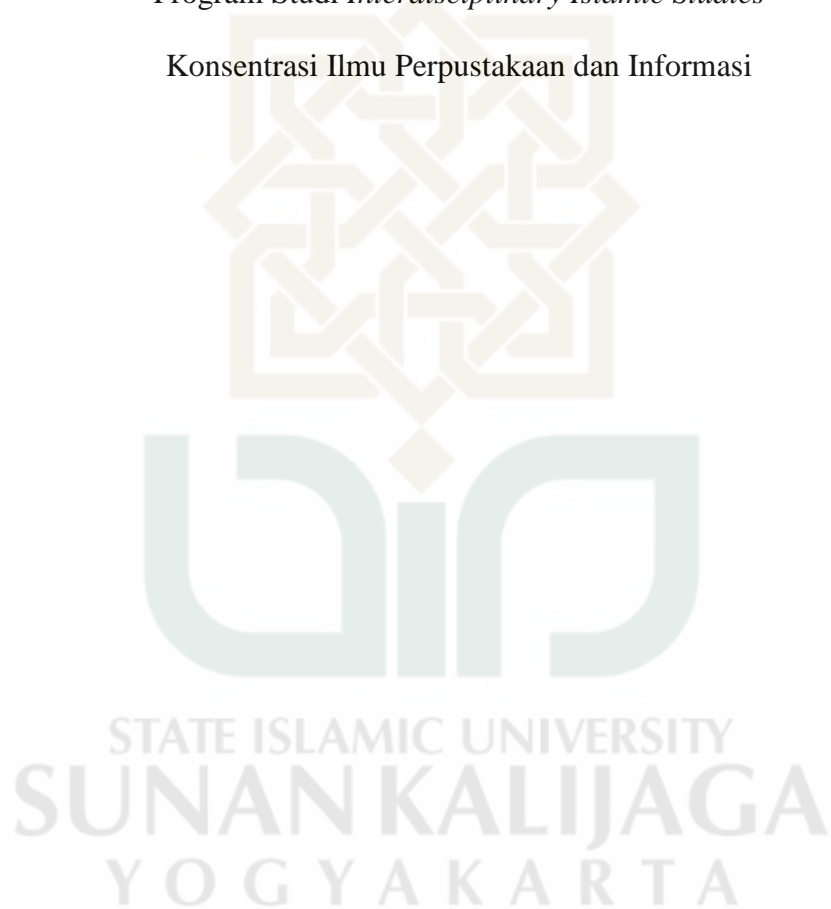 Program Studi Interdisciplinary Islamic Studies
Konsentrasi Ilmu Perpustakaan dan Informasi
STATE ISLAMIC UNIVERSITY
SUNAN KALIJAGA
YOGYAKARTA